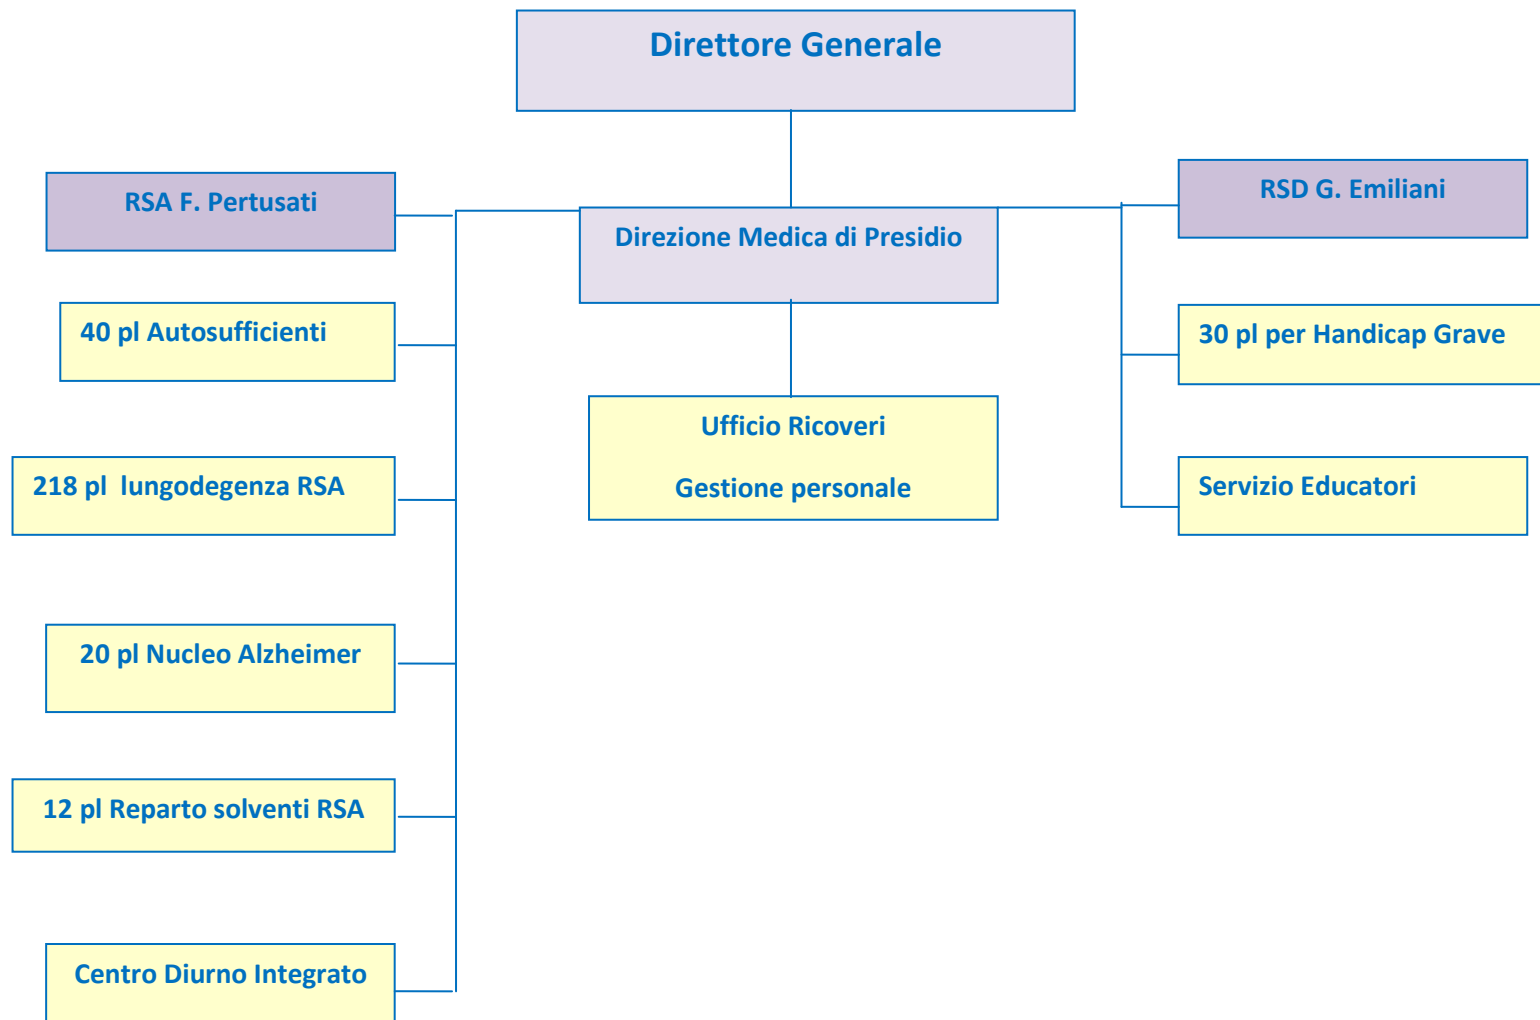 Direttore Generale
RSA F. Pertusati
RSD G. Emiliani
Direzione Medica di Presidio
40 pl Autosufficienti
30 pl per Handicap Grave
Ufficio Ricoveri
Gestione personale
218 pl  lungodegenza RSA
Servizio Educatori
20 pl Nucleo Alzheimer
12 pl Reparto solventi RSA
Centro Diurno Integrato